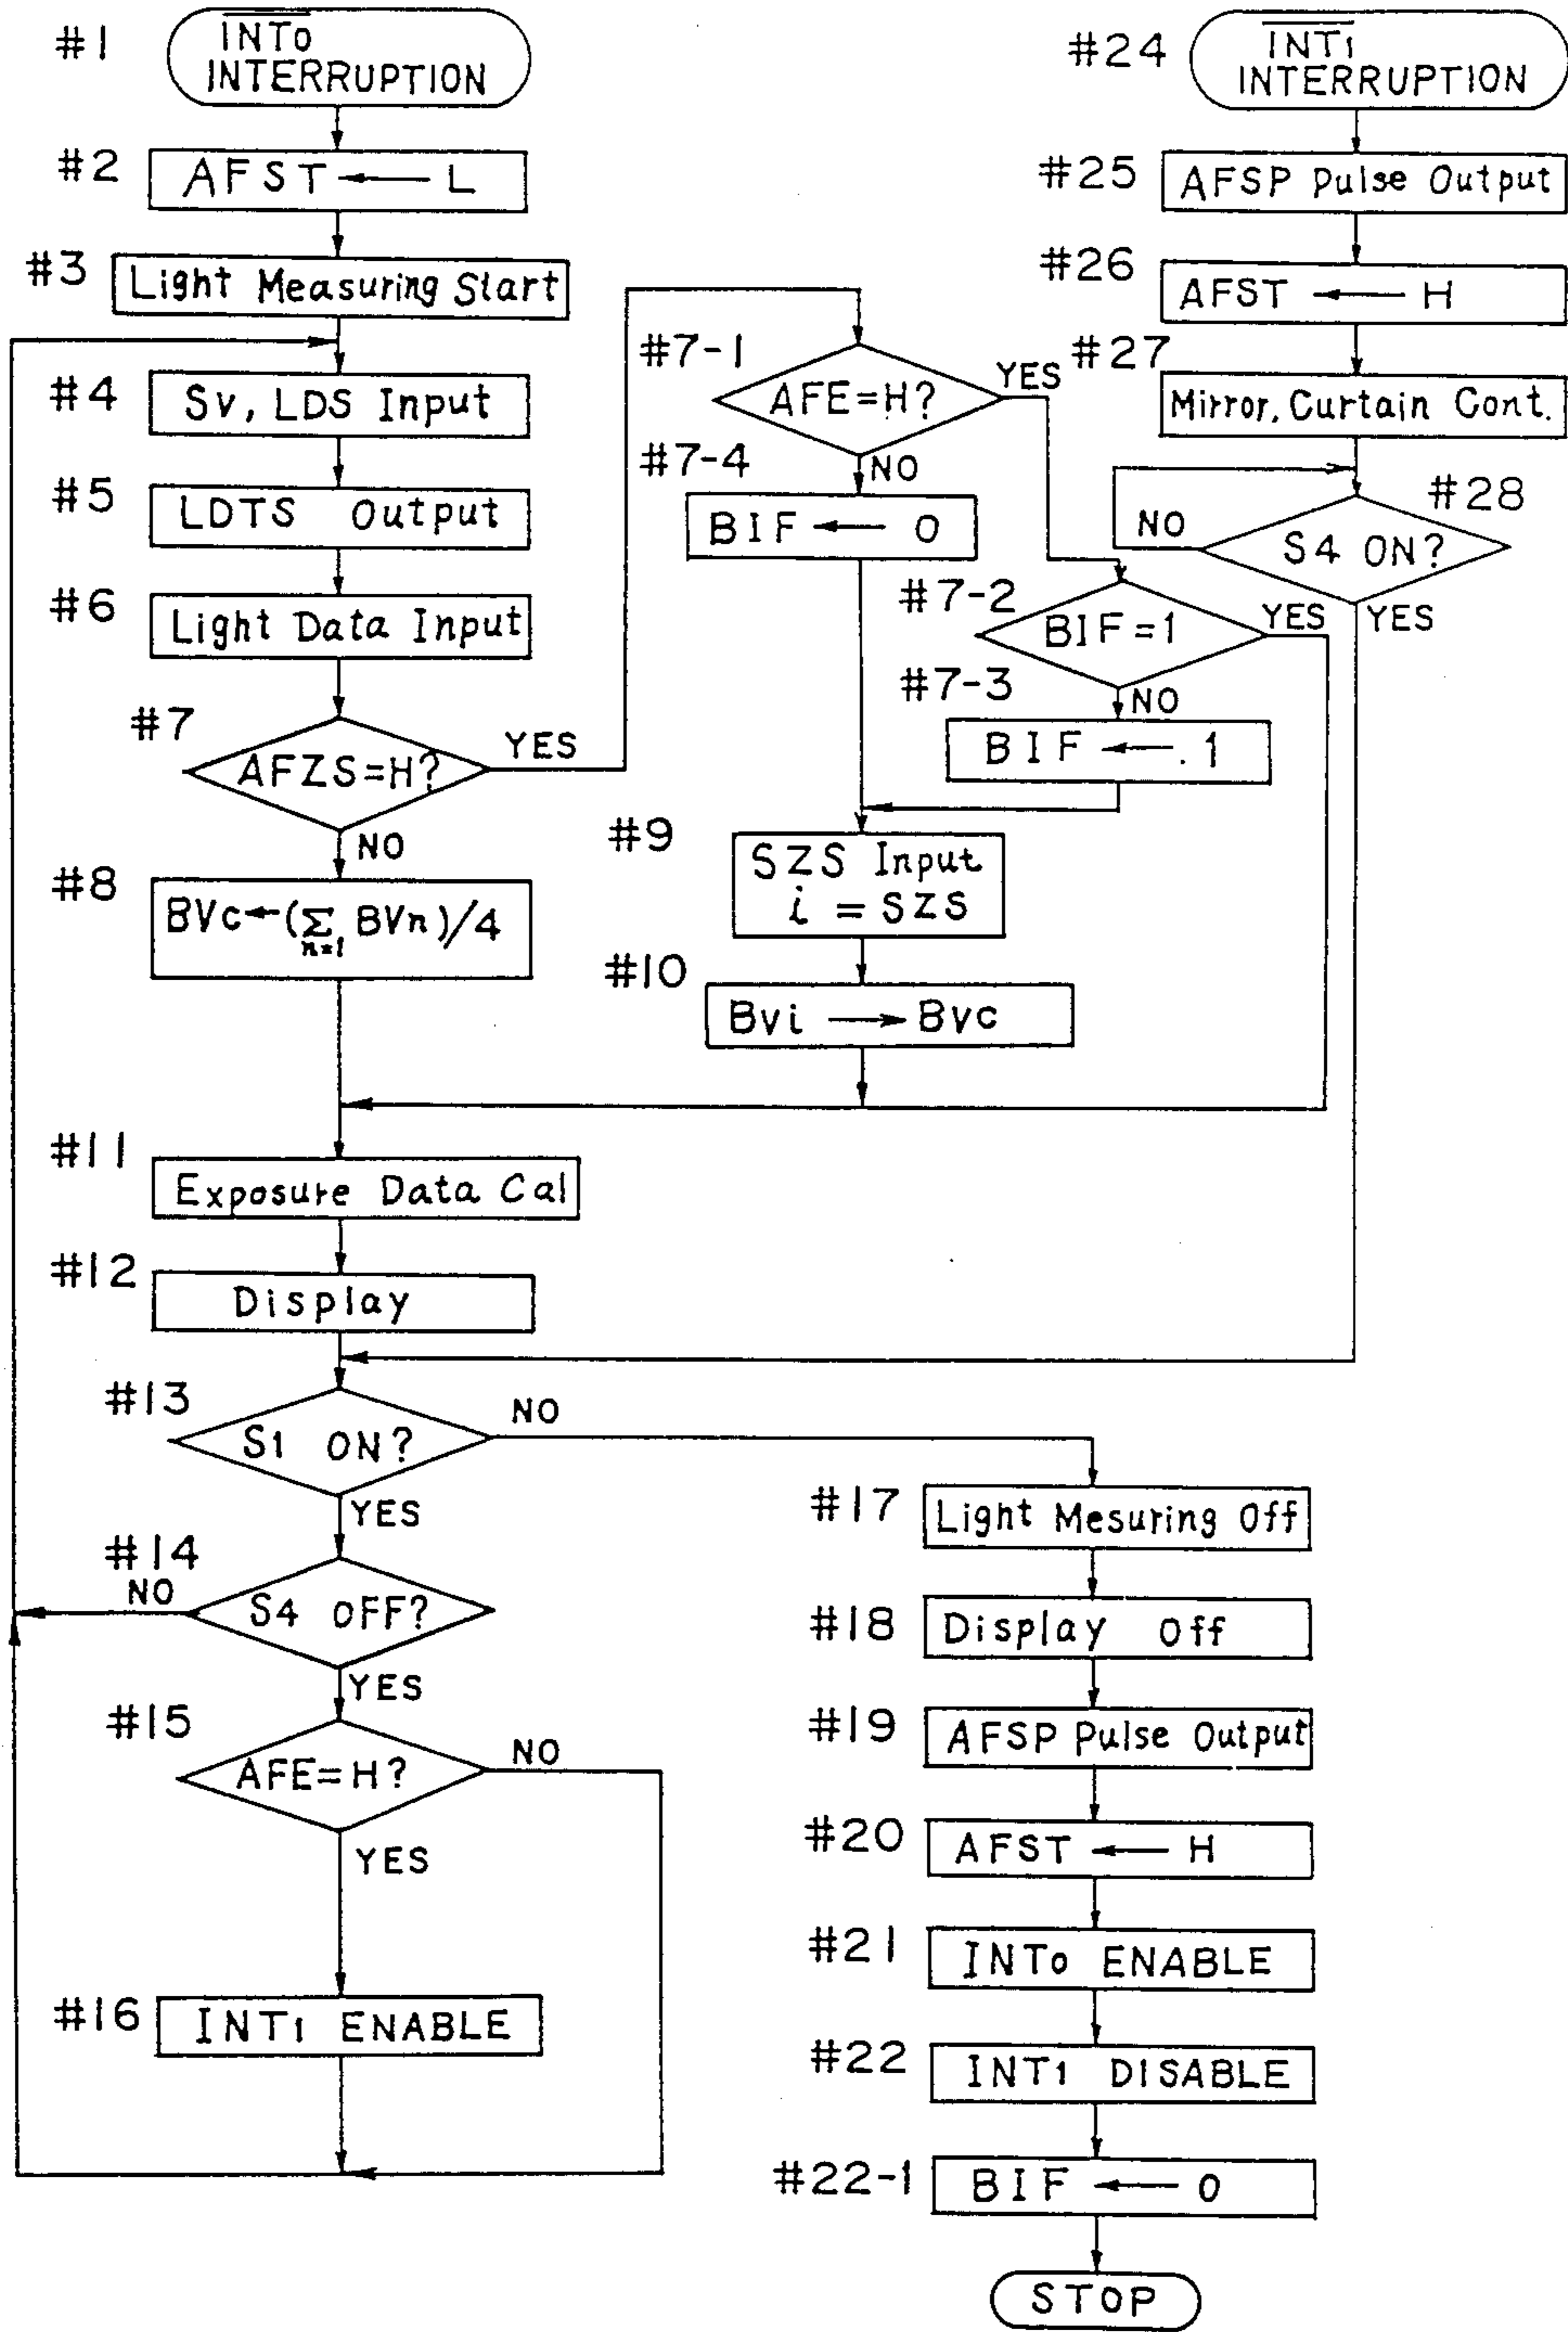 #1
INT0
INTERRUPTION
#2
AFST ← L
#3
Light Measuring Start
#4
Sv, LDS Input
#5
LDTS Output
#6
Light Data Input
#7
AFZS=H?
YES
NO
#8
BVc←(Σ BVn)/4
n=1
#7-1
AFE=H?
YES
#7-4
NO
BIF ← 0
#7-2
BIF=1
YES
#7-3
NO
BIF ← .1
#9
SZS Input
i = SZS
#10
Bvi → Bvc
#11
Exposure Data Cal
#12
Display
#13
S1 ON?
NO
YES
#14
NO
S4 OFF?
YES
#15
AFE=H?
NO
YES
#16
INT1 ENABLE
#17
Light Mesuring Off
#18
Display Off
#19
AFSP Pulse Output
#20
AFST ← H
#21
INT0 ENABLE
#22
INT1 DISABLE
#22-1
BIF ← 0
STOP
#24
INT1
INTERRUPTION
#25
AFSP Pulse Output
#26
AFST ← H
#27
Mirror, Curtain Cont.
#28
NO
S4 ON?
YES